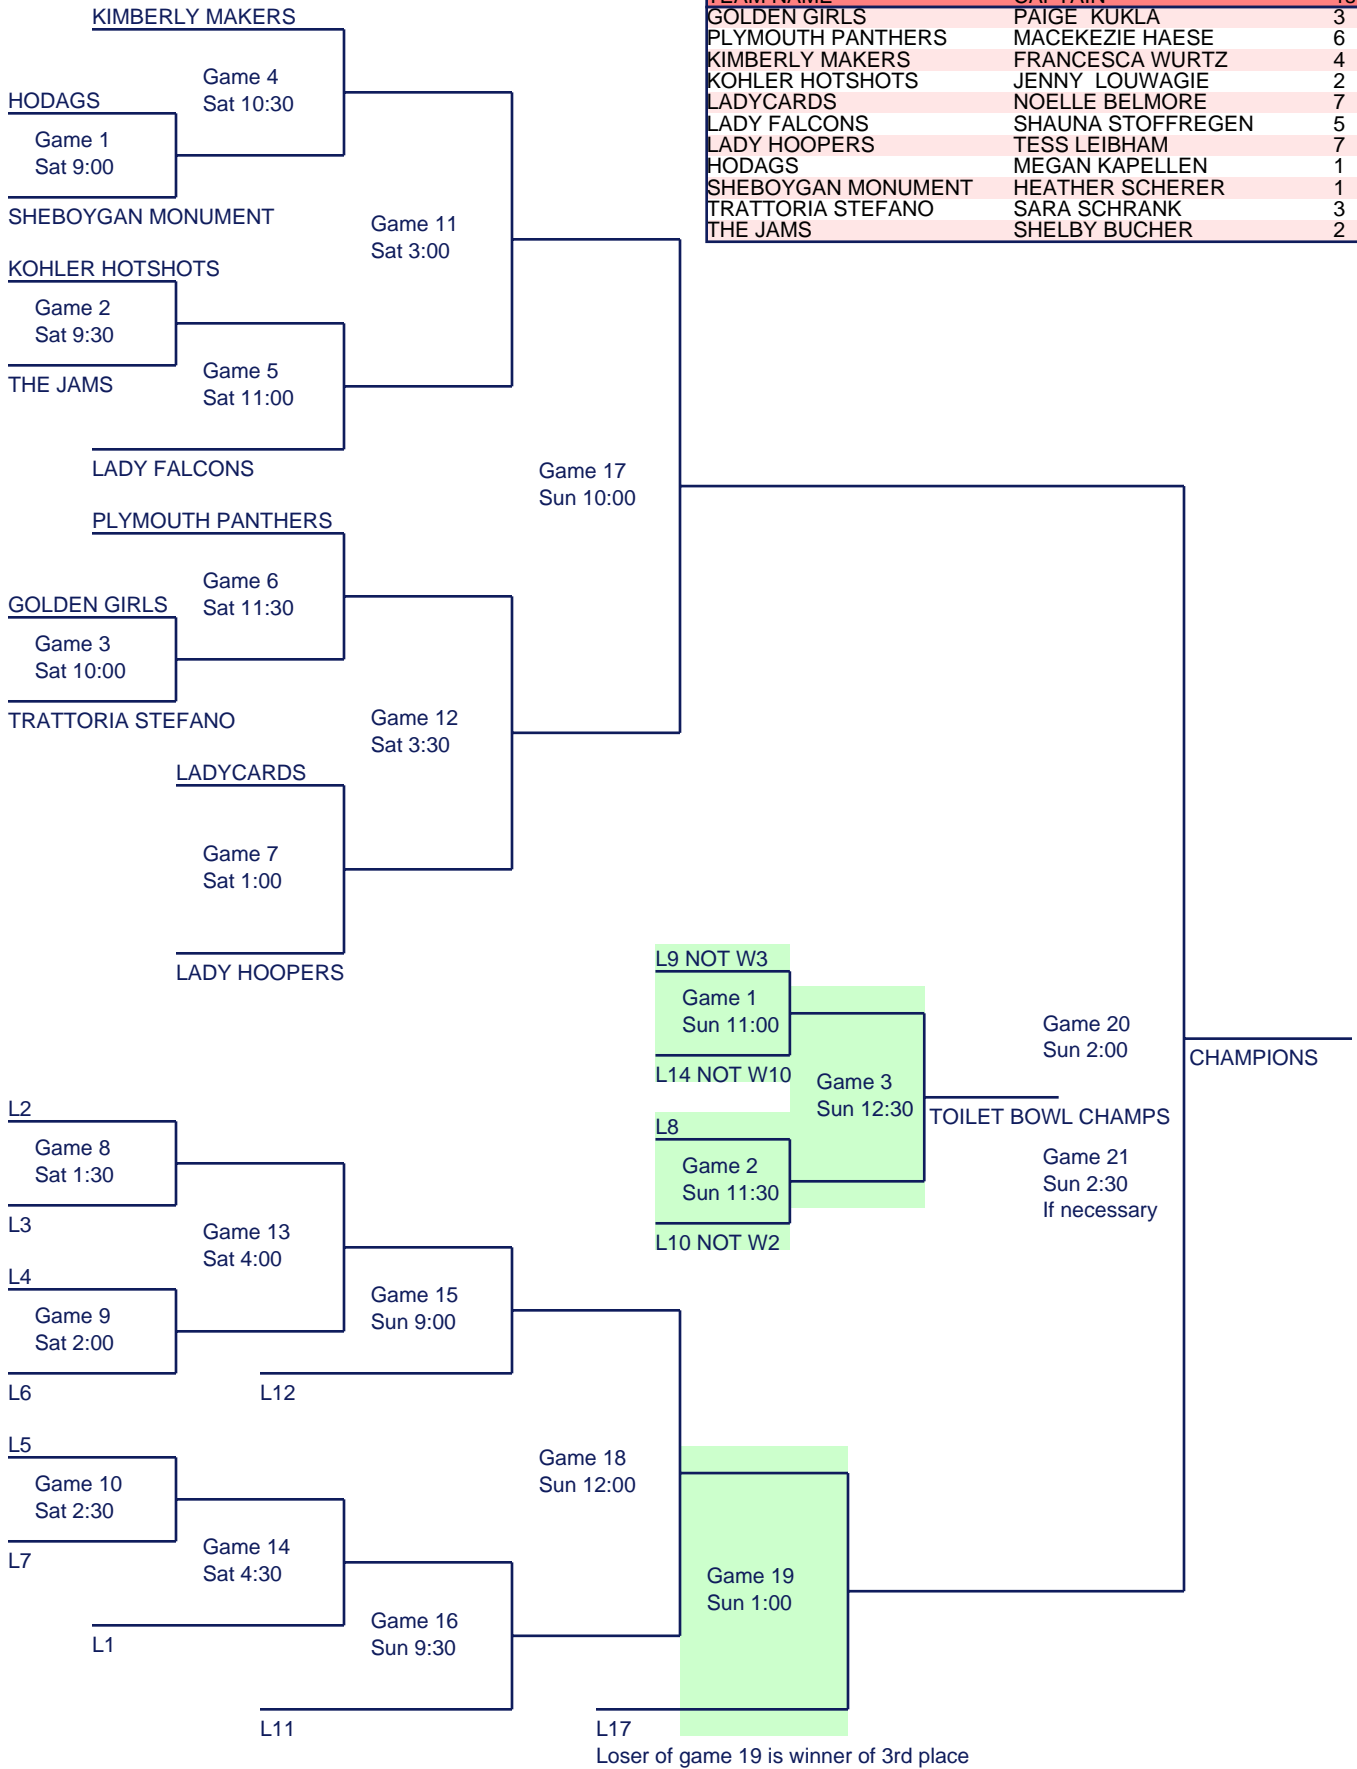 TEAM NAME CAPTAIN
KIMBERLY MAKERS
GOLDEN GIRLS PAIGE KUKLA 3
PLYMOUTH PANTHERS MACEKEZIE HAESE 6
KIMBERLY MAKERS FRANCESCA WURTZ 4
KOHLER HOTSHOTS JENNY LOUWAGIE 2
LADYCARDS NOELLE BELMORE 7
LADY FALCONS SHAUNA STOFFREGEN 5
LADY HOOPERS TESS LEIBHAM 7
HODAGS MEGAN KAPELLEN 1
SHEBOYGAN MONUMENT HEATHER SCHERER 1
TRATTORIA STEFANO SARA SCHRANK 3
THE JAMS SHELBY BUCHER 2
Game 4
Sat 10:30
HODAGS
Game 1
Sat 9:00
SHEBOYGAN MONUMENT
Game 11
Sat 3:00
KOHLER HOTSHOTS
Game 2
Sat 9:30
THE JAMS
Game 5
Sat 11:00
LADY FALCONS
Game 17
Sun 10:00
PLYMOUTH PANTHERS
Game 6
Sat 11:30
GOLDEN GIRLS
Game 3
Sat 10:00
TRATTORIA STEFANO
Game 12
Sat 3:30
LADYCARDS
Game 7
Sat 1:00
LADY HOOPERS
L9 NOT W3
Game 1
Sun 11:00
L14 NOT W10
Game 3
Sun 12:30
L8
Game 2
Sun 11:30
L10 NOT W2
TOILET BOWL CHAMPS
Game 20
Sun 2:00
CHAMPIONS
Game 21
Sun 2:30
If necessary
L2
Game 8
Sat 1:30
L3
Game 13
Sat 4:00
L4
Game 9
Sat 2:00
L6
Game 15
Sun 9:00
L12
L5
Game 10
Sat 2:30
L7
Game 14
Sat 4:30
L1
Game 16
Sun 9:30
L11
Game 18
Sun 12:00
Game 19
Sun 1:00
L17
Loser of game 19 is winner of 3rd place